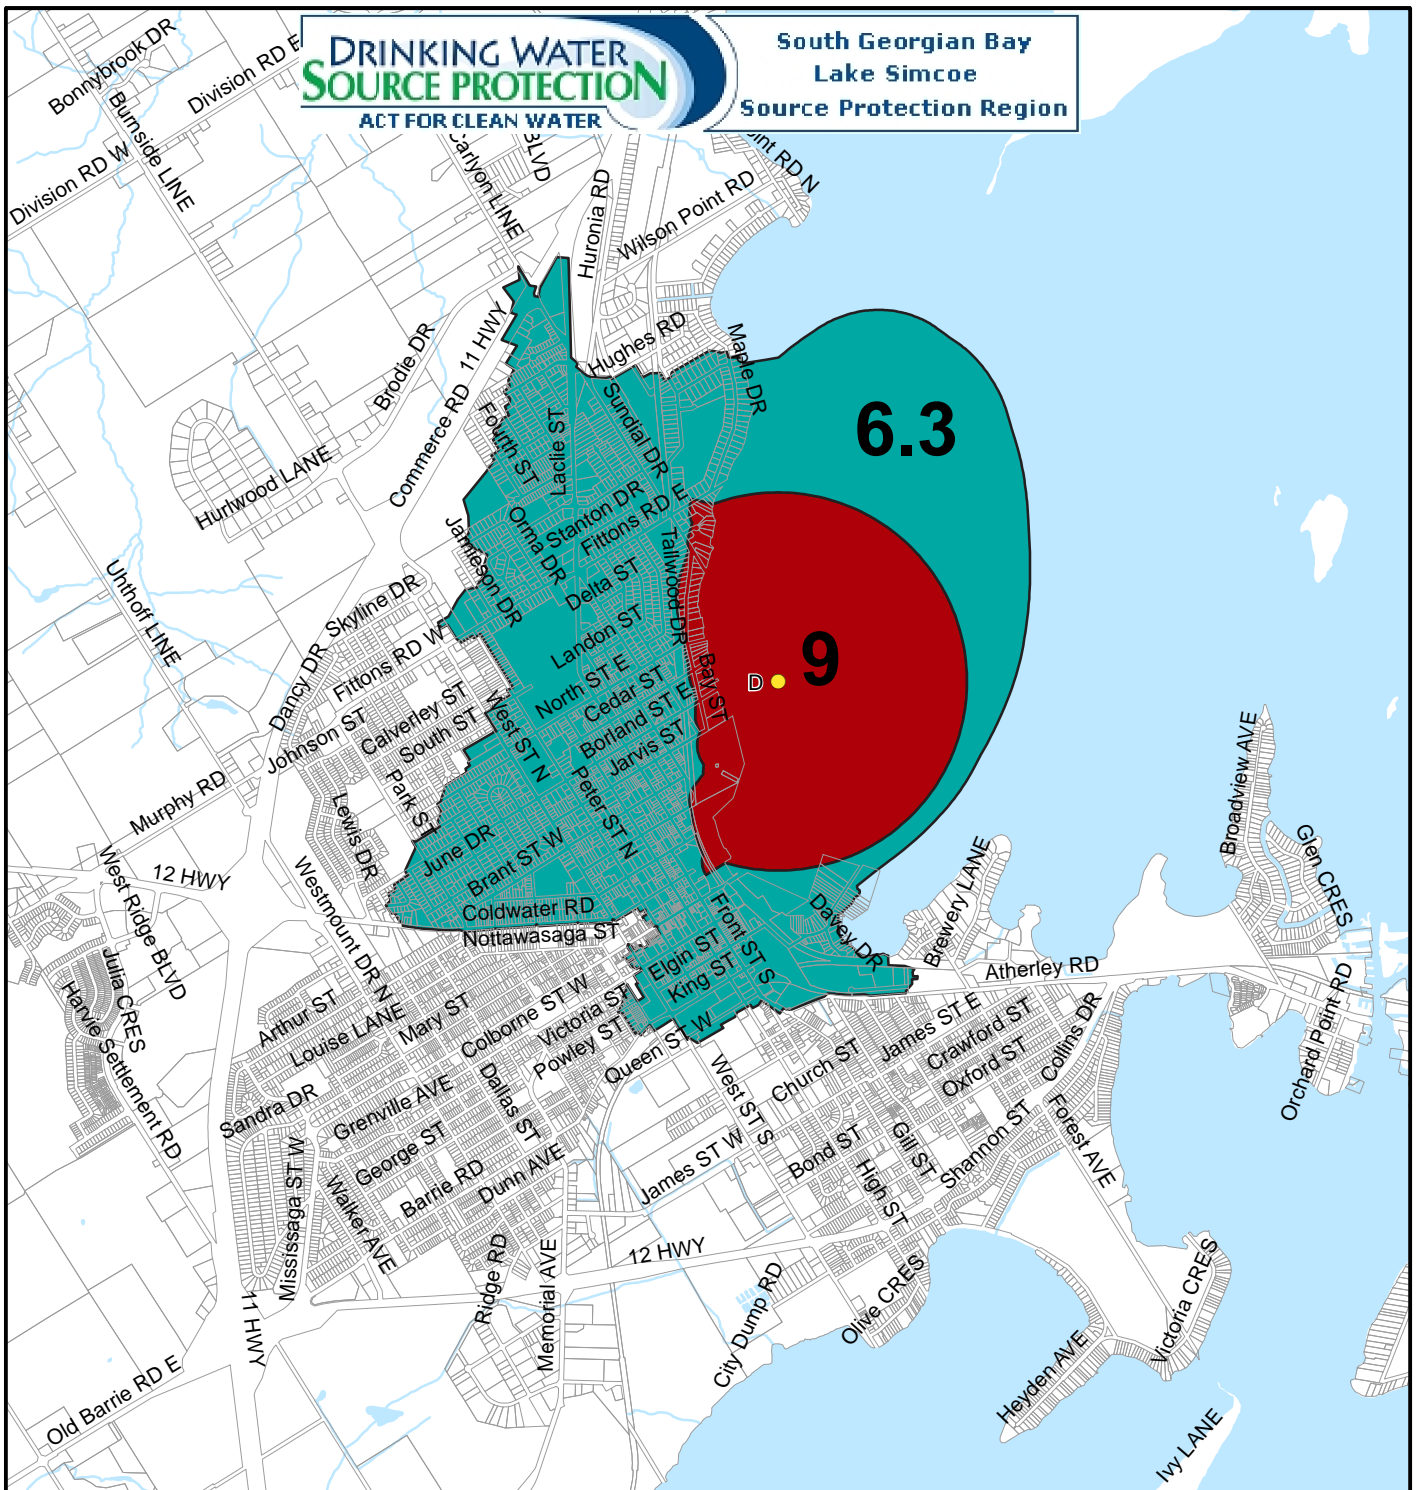 DRINKING WATER
SOURCE PROTECTION
ACT FOR CLEAN WATER
South Georgian Bay
Lake Simcoe
Source Protection Region
Bonnybrook DR
Division RD E
Burnside LINE
Division RD W
Carlyon LINE
BLVD
Huronia RD
Wilson Point RD
oint RD N
Brodie DR
11 HWY
Commerce RD
Hughes RD
Maple DR
Sundial DR
Fourth ST
Laclie ST
6.3
Hurlwood LANE
Stanton DR
Fittons RD E
Orma DR
Jamieson DR
Tallwood DR
Delta ST
Uhthoff LINE
Skyline DR
Landon ST
Fittons RD W
Dancy DR
North ST E
Cedar ST
Bay ST
D
9
Calverley ST
South ST
West ST N
Borland ST E
Jarvis ST
Johnson ST
Park ST
Peter ST N
Murphy RD
Lewis DR
June DR
Brant ST W
Broadview AVE
Glen CRES
12 HWY
West Ridge BLVD
Westmount DR N
Coldwater RD
Nottawasaga ST
Front ST S
Davey DR
Brewery LANE
Elgin ST
King ST
Atherley RD
Julia CRES
Harvie Settlement RD
Arthur ST
Louise LANE
Mary ST
Colborne ST W
Victoria ST
Powley ST
Queen ST W
James ST E
Crawford ST
Oxford ST
Collins DR
Orchard Point RD
Sandra DR
Grenville AVE
Dallas ST
West ST S
Church ST
Forest AVE
George ST
Mississaga ST W
Walker AVE
Barrie RD
Dunn AVE
James ST W
Bond ST
Gill ST
High ST
Shannon ST
12 HWY
Ridge RD
Memorial AVE
City Dump RD
Olive CRES
Victoria CRES
Heyden AVE
11 HWY
Old Barrie RD E
Ivy LANE